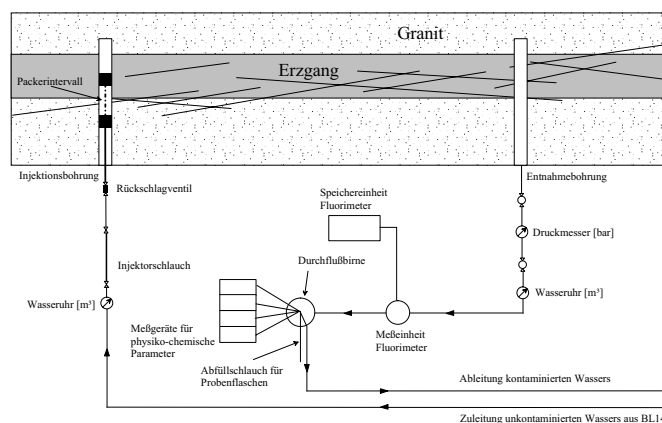 Granit
Erzgang
Packerintervall
Injektionsbohrung
Entnahmebohrung
Rückschlagventil
Speichereinheit
Fluorimeter
Druckmesser [bar]
Injektorschlauch
Durchflußbirne
Wasseruhr [m³]
Wasseruhr [m³]
Meßgeräte für
physiko-chemische
Parameter
Meßeinheit
Fluorimeter
Abfüllschlauch für
Probenflaschen
Ableitung kontaminierten Wassers
Zuleitung unkontaminierten Wassers aus BL14